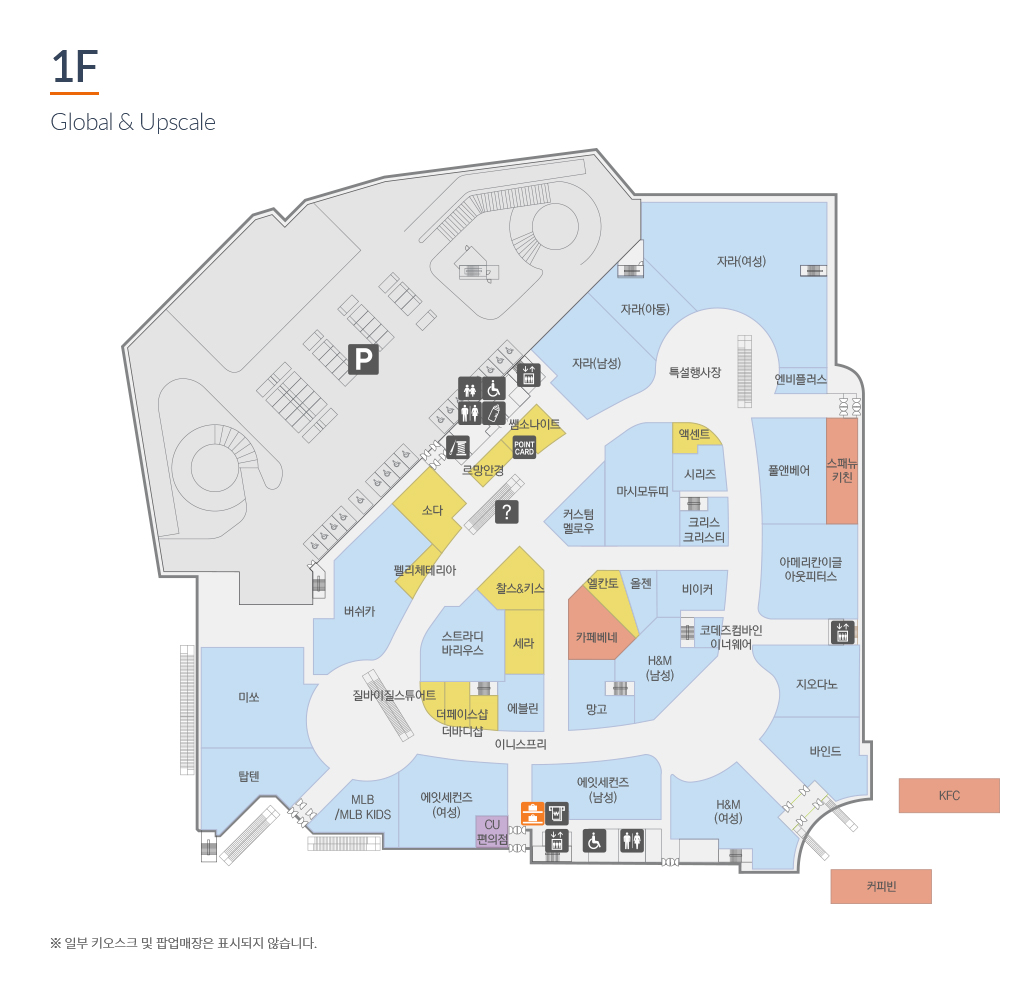 1F
Global & Upscale
자라(여성)
자라(아동)
자라(남성)
특설행사장
엔비플러스
P
쌤소나이트
POINT
CARD
로망안경
액센트
시리즈
마시모듀띠
풀앤베어
스패뉴
키친
소다
?
커스텀
멜로우
크리스
크리스티
펠리체테리아
아메리칸이글
아웃피터스
찰스&키스
엘칸토
올젠
비이커
버쉬카
스트라디
바리우스
세라
카페베네
코데즈컴바인
이너웨어
H&M
(남성)
미쏘
질바이질스튜어트
더페이스샵
더바디샵
에블린
망고
지오다노
이니스프리
바인드
탑텐
MLB
/MLB KIDS
에잇세컨즈
(여성)
에잇세컨즈
(남성)
H&M
(여성)
CU
편의점
KFC
커피빈
※ 일부 키오스크 및 팝업매장은 표시되지 않습니다.